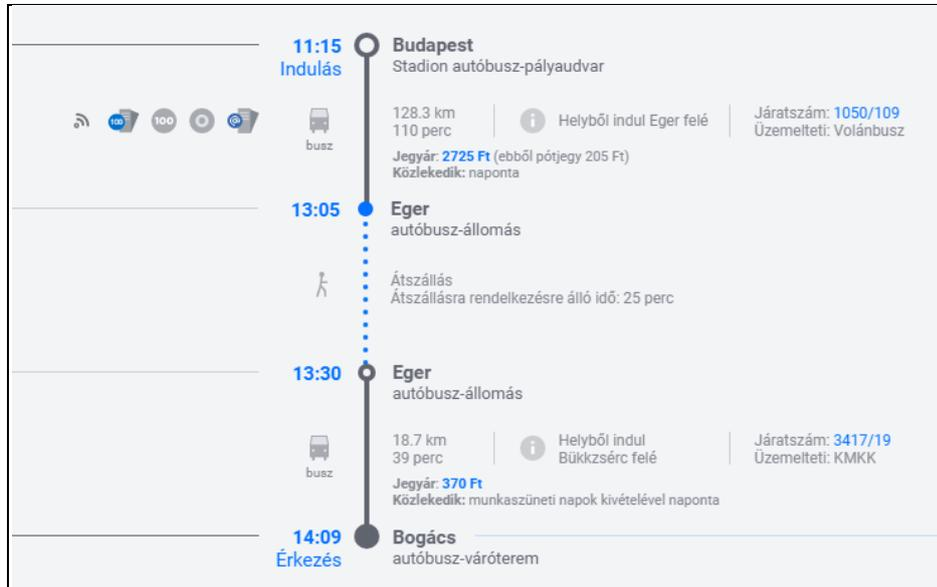 11:15
Indulás
Budapest
Stadion autóbusz-pályaudvar
100
100
@
busz
128.3 km
110 perc
i
Helyből indul Eger felé
Járatszám: 1050/109
Üzemelteti: Volánbusz
Jegyár: 2725 Ft (ebből pótjegy 205 Ft)
Közlekedik: naponta
13:05
Eger
autóbusz-állomás
Átszállás
Átszállásra rendelkezésre álló idő: 25 perc
13:30
Eger
autóbusz-állomás
busz
18.7 km
39 perc
i
Helyből indul
Bükkzsérc felé
Járatszám: 3417/19
Üzemelteti: KMKK
Jegyár: 370 Ft
Közlekedik: munkaszüneti napok kivételével naponta
14:09
Érkezés
Bogács
autóbusz-váróterem